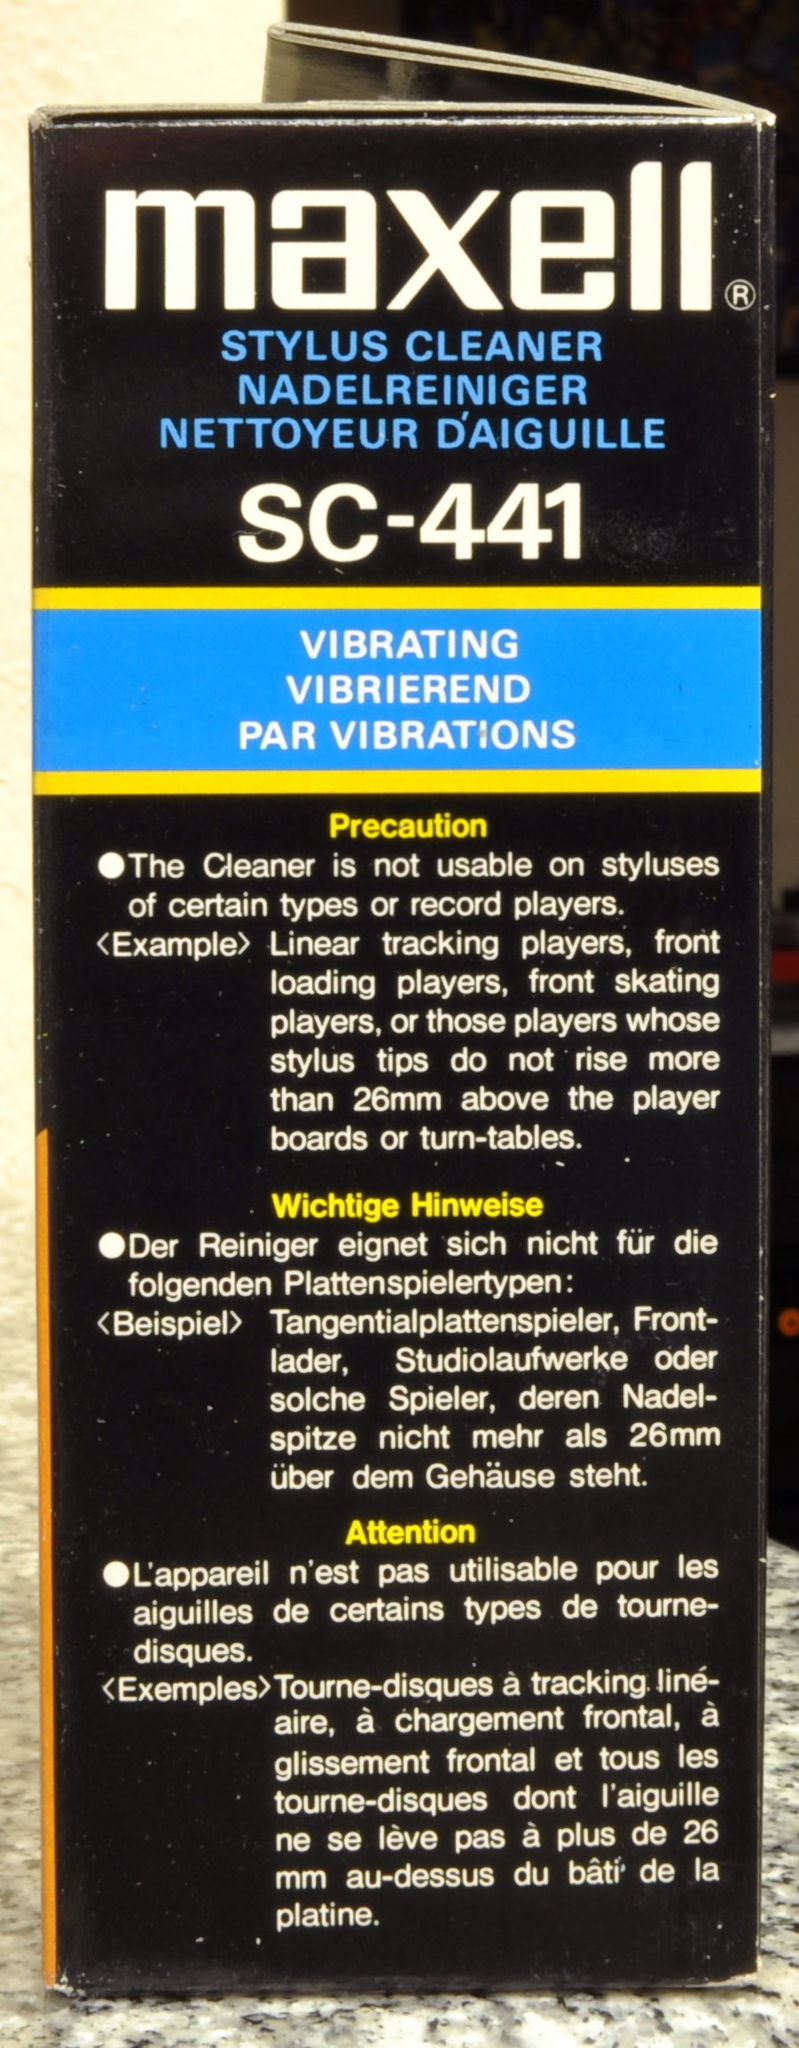 maxell®
STYLUS CLEANER
NADELREINIGER
NETTOYEUR D'AIGUILLE
SC-441
VIBRATING
VIBRIEREND
PAR VIBRATIONS
Precaution
●The Cleaner is not usable on styluses
of certain types or record players.
<Example> Linear tracking players, front
loading players, front skating
players, or those players whose
stylus tips do not rise more
than 26mm above the player
boards or turn-tables.
Wichtige Hinweise
●Der Reiniger eignet sich nicht für die
folgenden Plattenspielertypen:
<Beispiel> Tangentialplattenspieler, Front-
lader, Studiolaufwerke oder
solche Spieler, deren Nadel-
spitze nicht mehr als 26mm
über dem Gehäuse steht.
Attention
●L'appareil n'est pas utilisable pour les
aiguilles de certains types de tourne-
disques.
<Exemples> Tourne-disques à tracking liné-
aire, à chargement frontal, à
glissement frontal et tous les
tourne-disques dont l'aiguille
ne se lève pas à plus de 26
mm au-dessus du bâti de la
platine.